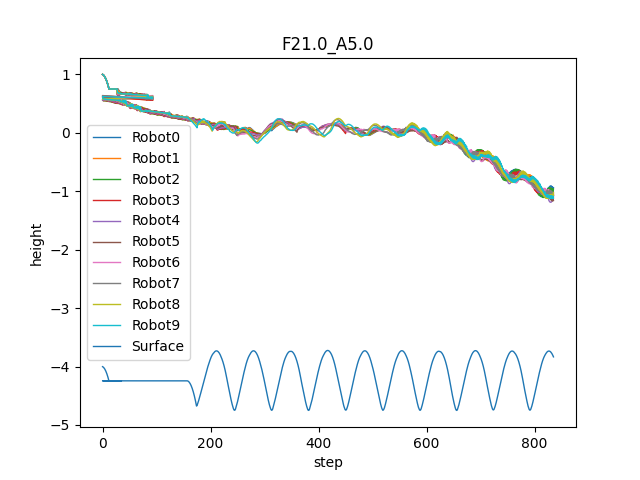 F21.0_A5.0
height
1
0
−1
−2
−3
−4
−5
Robot0
Robot1
Robot2
Robot3
Robot4
Robot5
Robot6
Robot7
Robot8
Robot9
Surface
0 200 400 600 800
step